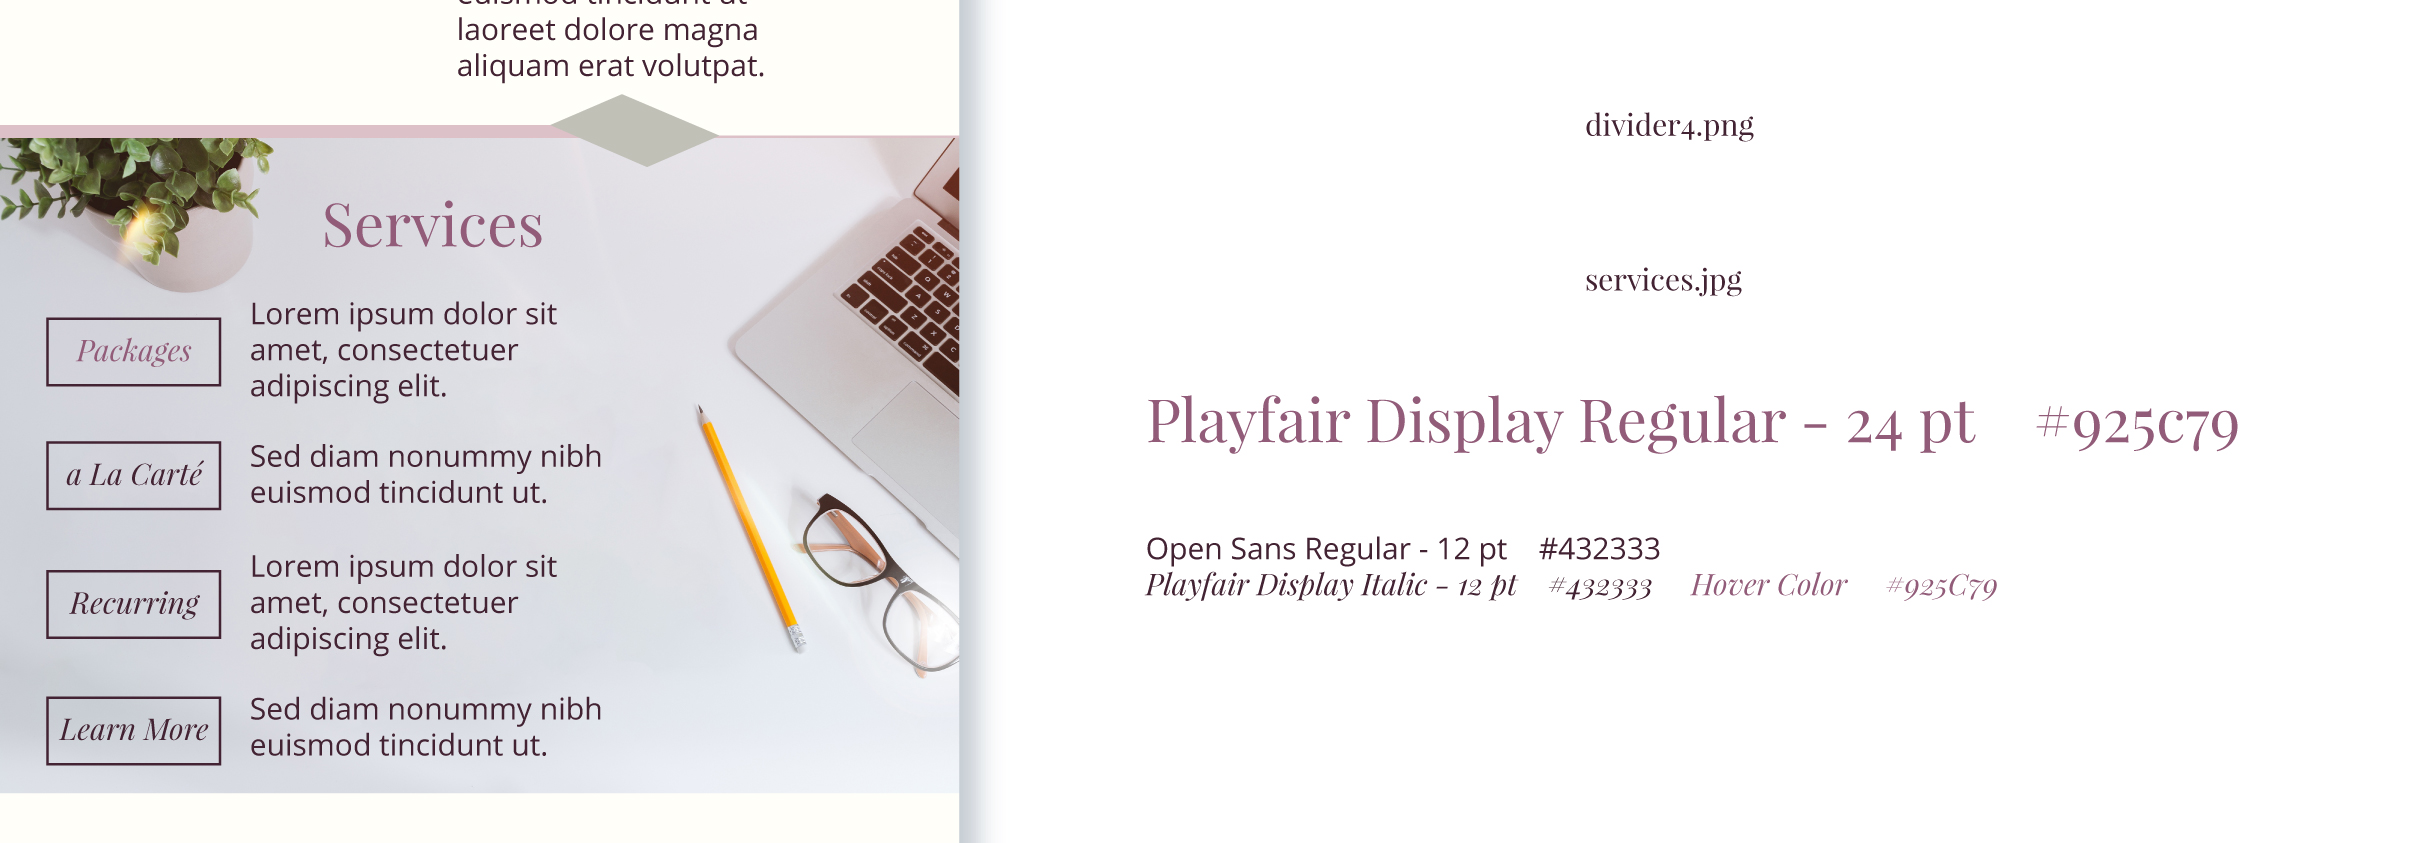 laoreet dolore magna
aliquam erat volutpat.
divider4.png
Services
services.jpg
Packages
Lorem ipsum dolor sit
amet, consectetuer
adipiscing elit.
a La Carté
Sed diam nonummy nibh
euismod tincidunt ut.
Recurring
Lorem ipsum dolor sit
amet, consectetuer
adipiscing elit.
Learn More
Sed diam nonummy nibh
euismod tincidunt ut.
Playfair Display Regular - 24 pt #925c79
Open Sans Regular - 12 pt #432333
Playfair Display Italic - 12 pt #432333 Hover Color #925C79